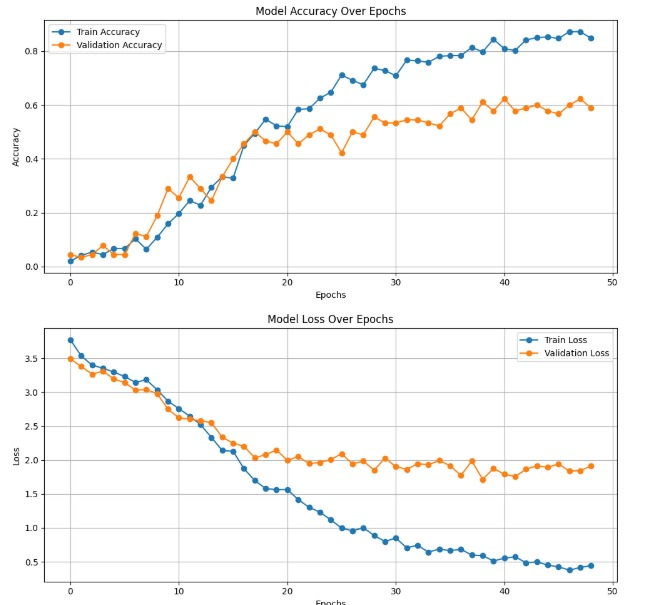 Model Accuracy Over Epochs
Train Accuracy
Validation Accuracy
0.8
0.6
0.4
0.2
0.0
Accuracy
0 10 20 30 40 50
Epochs
Model Loss Over Epochs
Train Loss
Validation Loss
3.5
3.0
2.5
2.0
1.5
1.0
0.5
Loss
0 10 20 30 40 50
Epochs